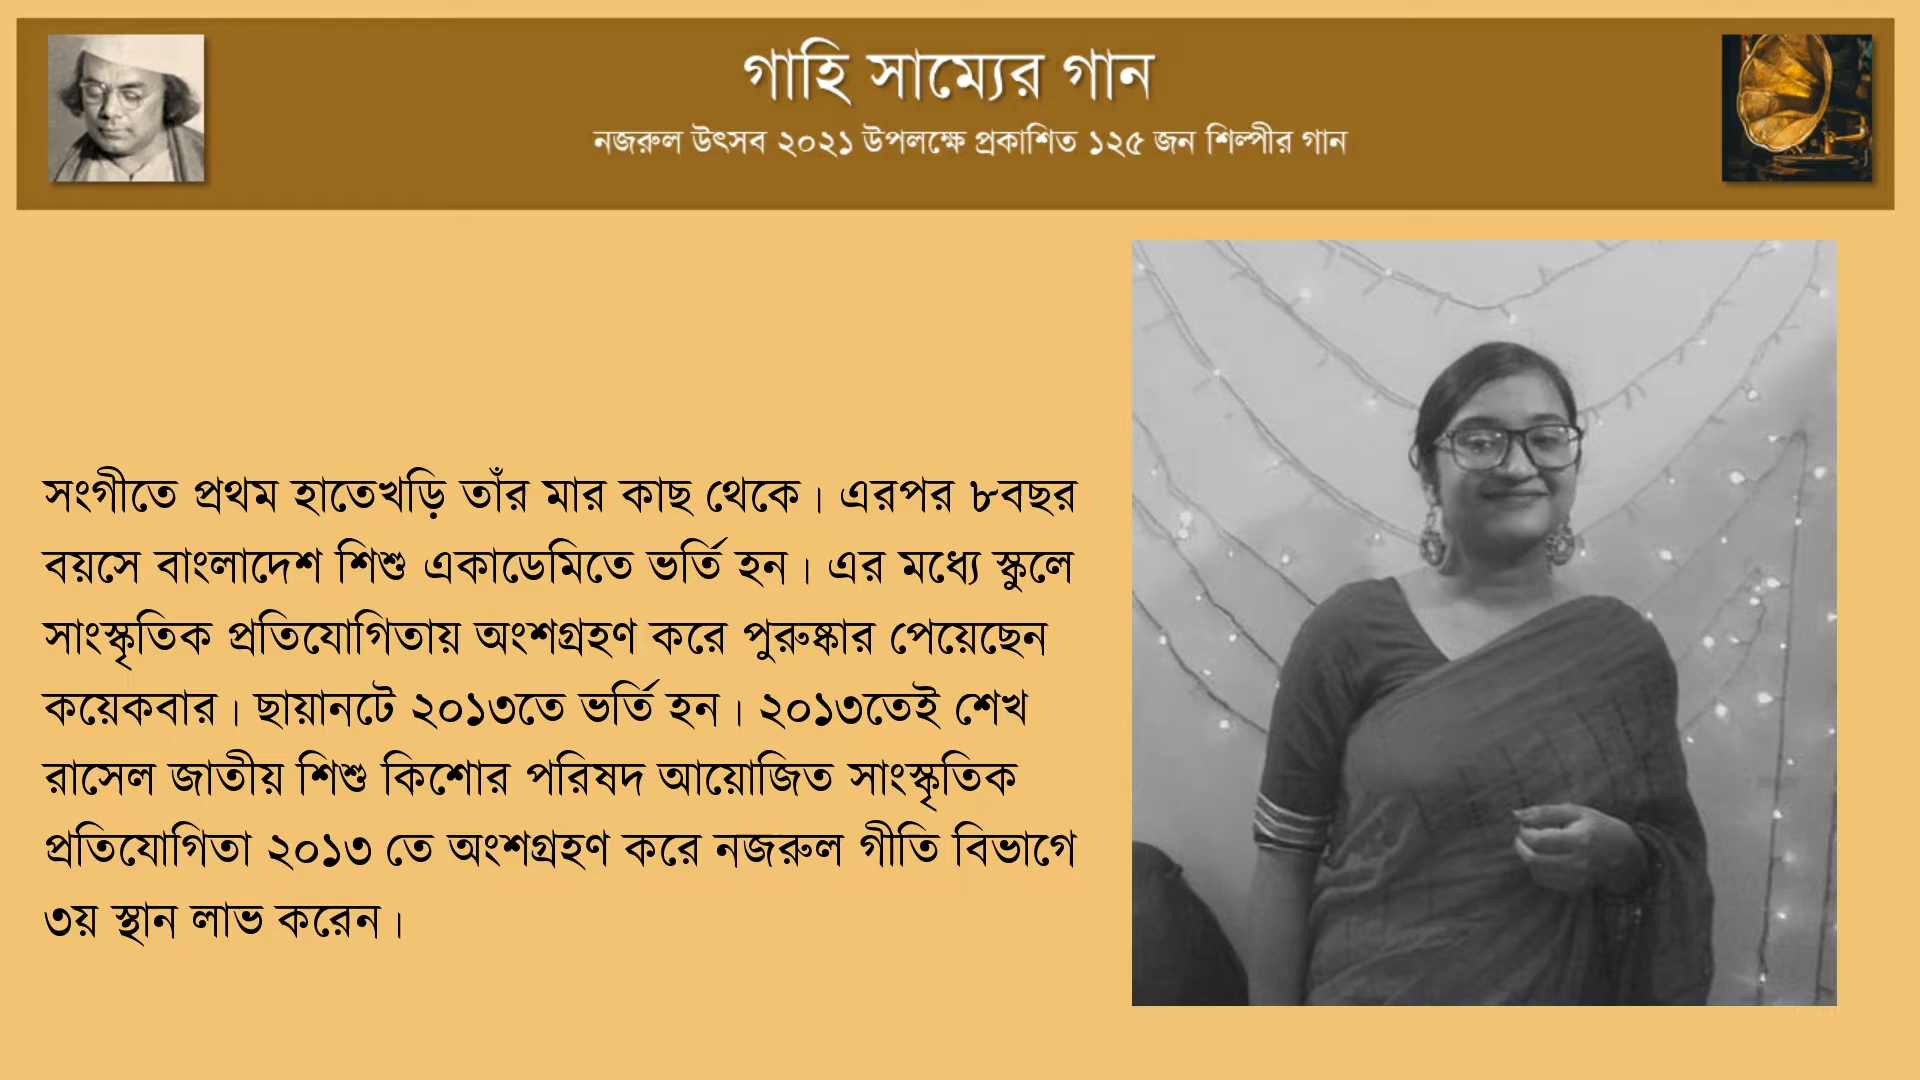 গাহি সাম্যের গান
নজরুল উৎসব ২০২১ উপলক্ষে প্রকাশিত ১২৫ জন শিল্পীর গান
সংগীতে প্রথম হাতেখড়ি তাঁর মার কাছ থেকে। এরপর ৮বছর
বয়সে বাংলাদেশ শিশু একাডেমিতে ভর্তি হন। এর মধ্যে স্কুলে
সাংস্কৃতিক প্রতিযোগিতায় অংশগ্রহণ করে পুরুষ্কার পেয়েছেন
কয়েকবার। ছায়ানটে ২০১৩তে ভর্তি হন। ২০১৩তেই শেখ
রাসেল জাতীয় শিশু কিশোর পরিষদ আয়োজিত সাংস্কৃতিক
প্রতিযোগিতা ২০১৩ তে অংশগ্রহণ করে নজরুল গীতি বিভাগে
৩য় স্থান লাভ করেন।